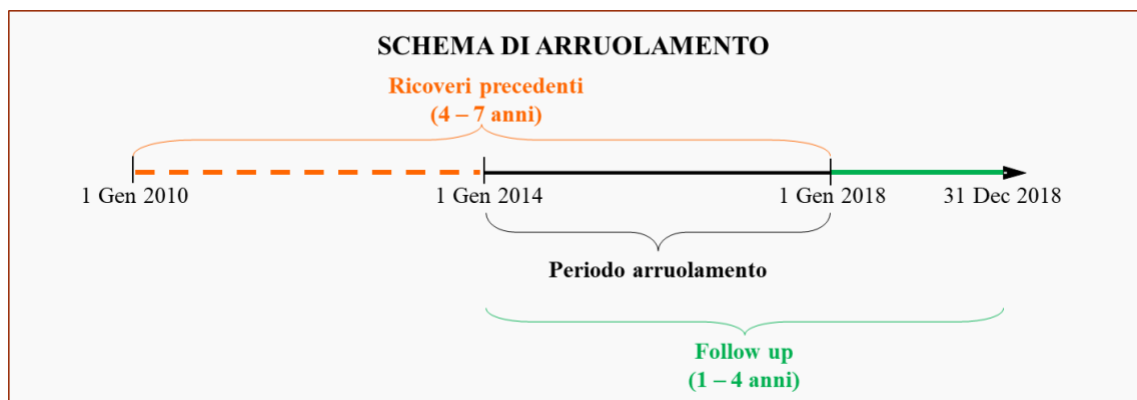 SCHEMA DI ARRUOLAMENTO
Ricoveri precedenti
(4 – 7 anni)
1 Gen 2010
1 Gen 2014
1 Gen 2018
31 Dec 2018
Periodo arruolamento
Follow up
(1 – 4 anni)